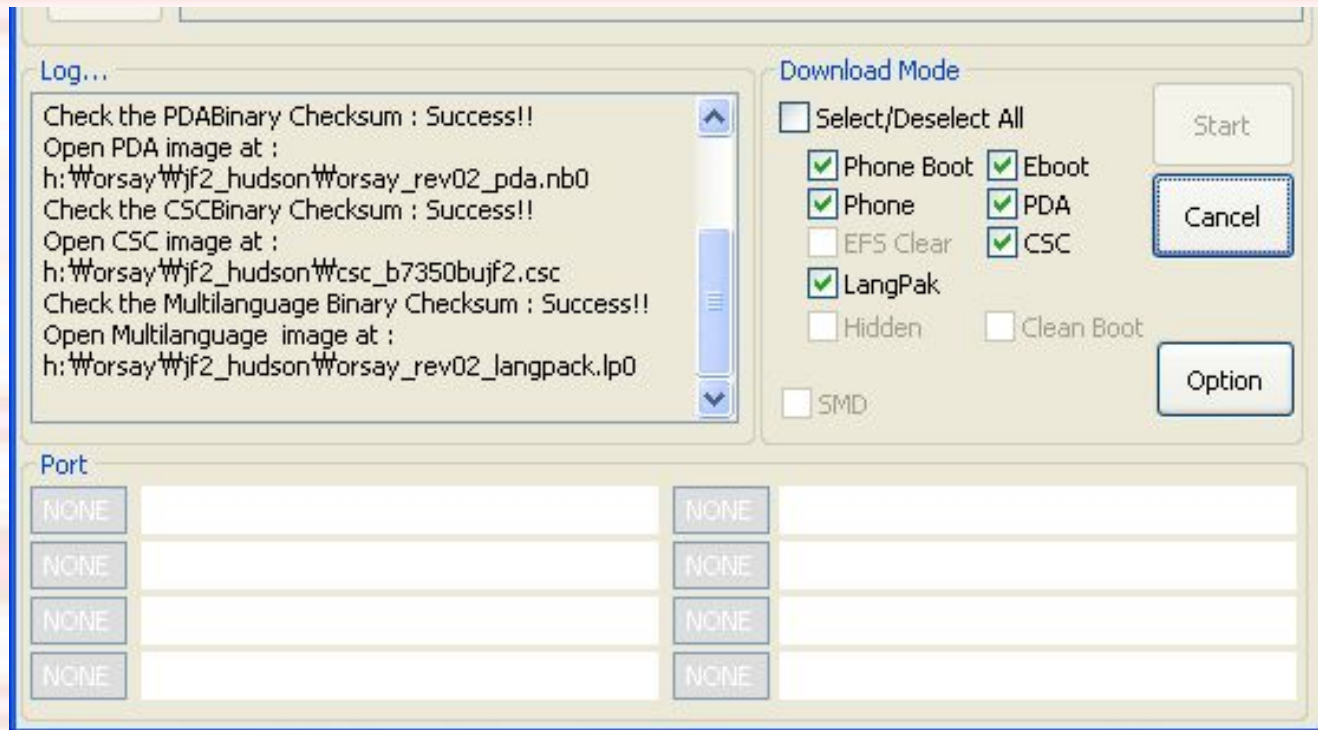 Log...
Check the PDABinary Checksum : Success!!
Open PDA image at :
h:₩orsay₩jf2_hudson₩orsay_rev02_pda.nb0
Check the CSCBinary Checksum : Success!!
Open CSC image at :
h:₩orsay₩jf2_hudson₩csc_b7350bujf2.csc
Check the Multilanguage Binary Checksum : Success!!
Open Multilanguage  image at :
h:₩orsay₩jf2_hudson₩orsay_rev02_langpack.lp0
Download Mode
Select/Deselect All
Start
Phone Boot
Eboot
Phone
PDA
Cancel
EFS Clear
CSC
LangPak
Hidden
Clean Boot
Option
SMD
Port
NONE
NONE
NONE
NONE
NONE
NONE
NONE
NONE